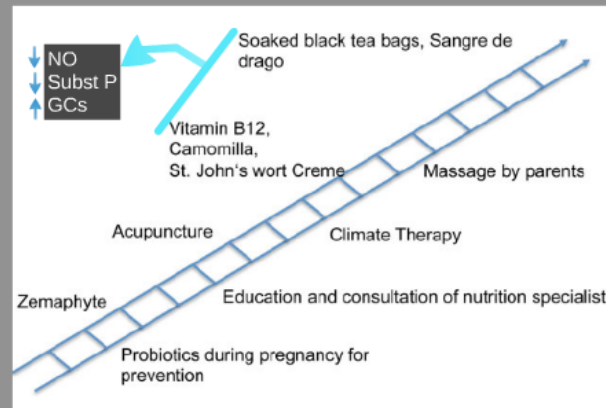 NO
Subst P
GCs
Soaked black tea bags, Sangre de
drago
Vitamin B12,
Camomilla,
St. John‘s wort Creme
Massage by parents
Acupuncture
Climate Therapy
Zemaphyte
Education and consultation of nutrition specialist
Probiotics during pregnancy for
prevention